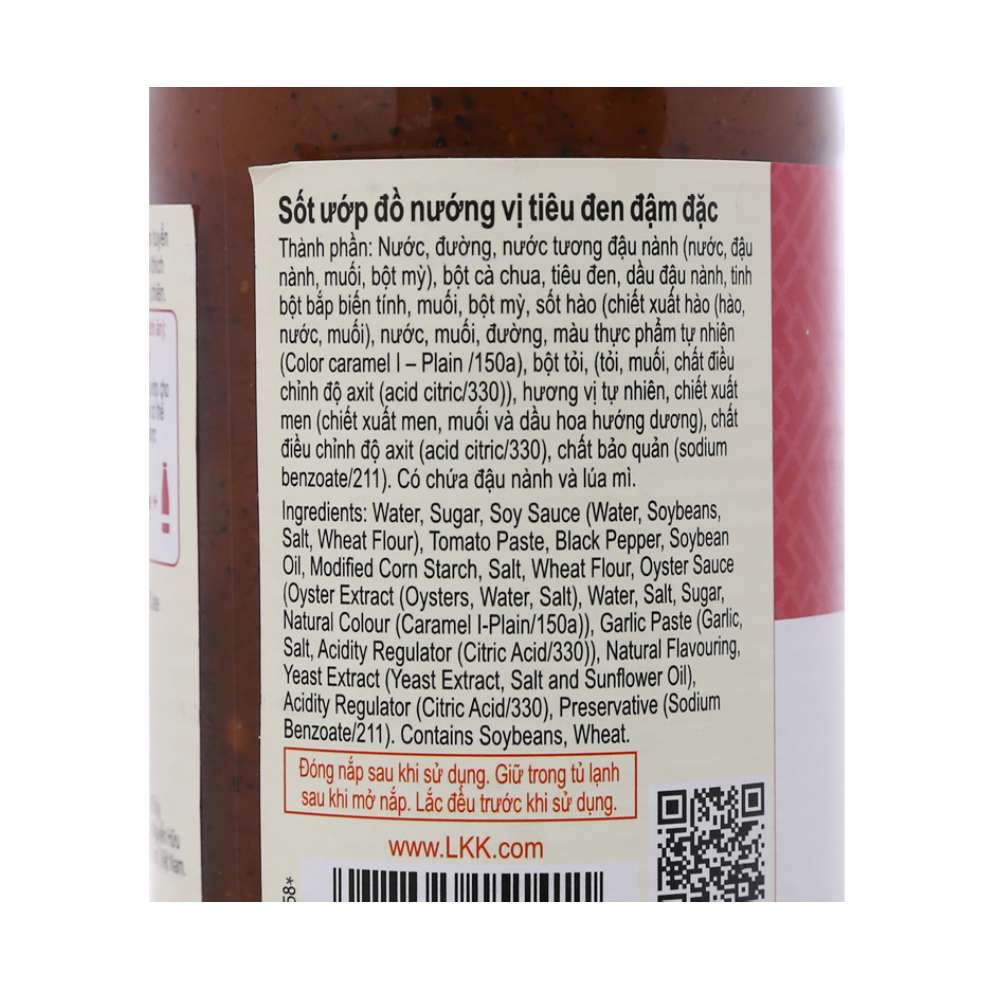 Sốt ướp đồ nướng vị tiêu đen đậm đặc
Thành phần: Nước, đường, nước tương đậu nành (nước, đậu
nành, muối, bột mỳ), bột cà chua, tiêu đen, dầu đậu nành, tinh
bột bắp biến tính, muối, bột mỳ, sốt hào (chiết xuất hào (hào,
nước, muối), nước, muối, đường, màu thực phẩm tự nhiên
(Color caramel I – Plain /150a), bột tỏi, (tỏi, muối, chất điều
chỉnh độ axit (acid citric/330)), hương vị tự nhiên, chiết xuất
men (chiết xuất men, muối và dầu hoa hướng dương), chất
điều chỉnh độ axit (acid citric/330), chất bảo quản (sodium
benzoate/211). Có chứa đậu nành và lúa mì.
Ingredients: Water, Sugar, Soy Sauce (Water, Soybeans,
Salt, Wheat Flour), Tomato Paste, Black Pepper, Soybean
Oil, Modified Corn Starch, Salt, Wheat Flour, Oyster Sauce
(Oyster Extract (Oysters, Water, Salt), Water, Salt, Sugar,
Natural Colour (Caramel I-Plain/150a)), Garlic Paste (Garlic,
Salt, Acidity Regulator (Citric Acid/330)), Natural Flavouring,
Yeast Extract (Yeast Extract, Salt and Sunflower Oil),
Acidity Regulator (Citric Acid/330), Preservative (Sodium
Benzoate/211). Contains Soybeans, Wheat.
Đóng nắp sau khi sử dụng. Giữ trong tủ lạnh
sau khi mở nắp. Lắc đều trước khi sử dụng.
www.LKK.com
58*